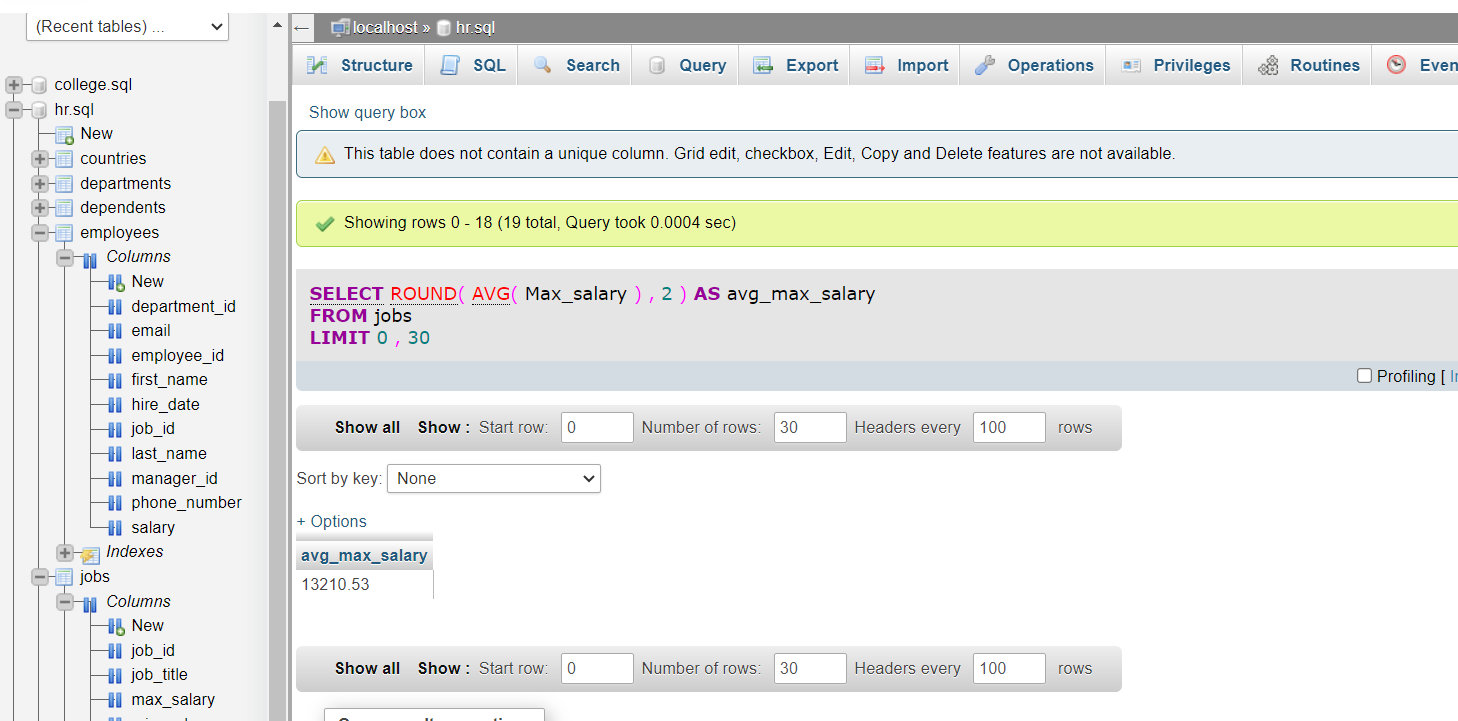 (Recent tables) ...
college.sql
hr.sql
New
countries
departments
dependents
employees
Columns
New
department_id
email
employee_id
first_name
hire_date
job_id
last_name
manager_id
phone_number
salary
Indexes
jobs
Columns
New
job_id
job_title
max_salary
← localhost » hr.sql
Structure SQL Search Query Export Import Operations Privileges Routines Even
Show query box
This table does not contain a unique column. Grid edit, checkbox, Edit, Copy and Delete features are not available.
Showing rows 0 - 18 (19 total, Query took 0.0004 sec)
SELECT ROUND( AVG( Max_salary ) , 2 ) AS avg_max_salary
FROM jobs
LIMIT 0 , 30
Profiling [
Show all Show : Start row: 0 Number of rows: 30 Headers every 100 rows
Sort by key: None
+ Options
avg_max_salary
13210.53
Show all Show : Start row: 0 Number of rows: 30 Headers every 100 rows